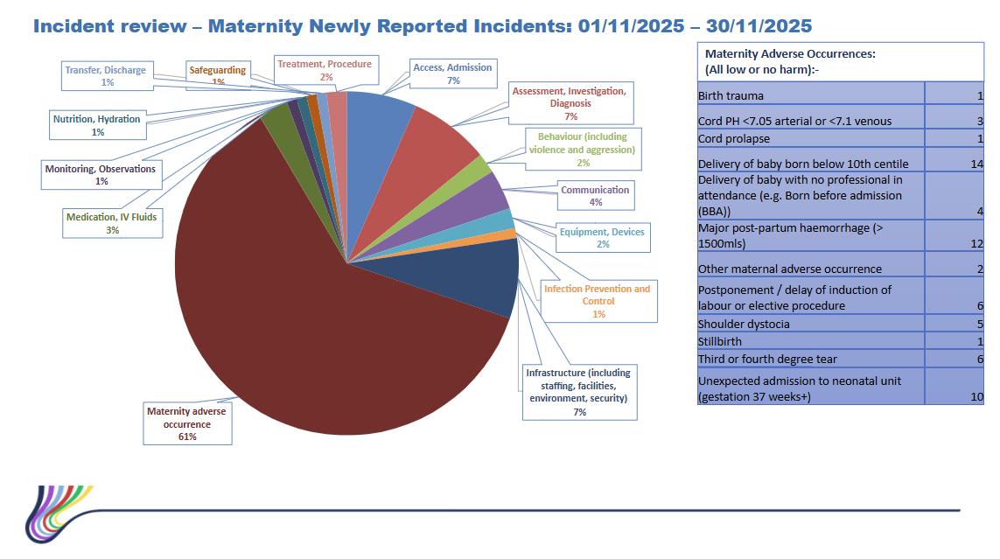 Incident review – Maternity Newly Reported Incidents: 01/11/2025 – 30/11/2025
Transfer, Discharge
1%
Safeguarding
1%
Treatment, Procedure
2%
Access, Admission
7%
Assessment, Investigation,
Diagnosis
7%
Nutrition, Hydration
1%
Behaviour (including
violence and aggression)
2%
Monitoring, Observations
1%
Communication
4%
Medication, IV Fluids
3%
Equipment, Devices
2%
Infection Prevention and
Control
1%
Infrastructure (including
staffing, facilities,
environment, security)
7%
Maternity adverse
occurrence
61%
Maternity Adverse Occurrences:
(All low or no harm):-
Birth trauma 1
Cord PH <7.05 arterial or <7.1 venous 3
Cord prolapse 1
Delivery of baby born below 10th centile 14
Delivery of baby with no professional in
attendance (e.g. Born before admission
(BBA)) 4
Major post-partum haemorrhage (>
1500mls) 12
Other maternal adverse occurrence 2
Postponement / delay of induction of
labour or elective procedure 6
Shoulder dystocia 5
Stillbirth 1
Third or fourth degree tear 6
Unexpected admission to neonatal unit
(gestation 37 weeks+) 10